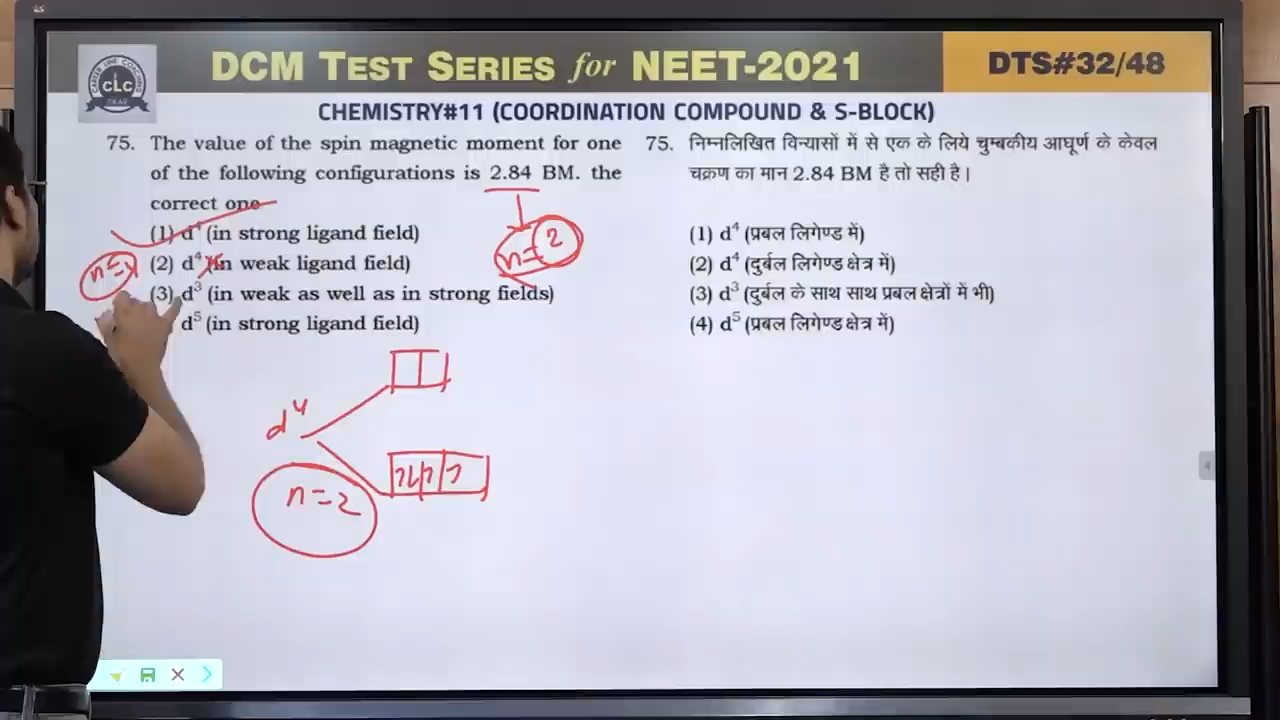 DCM TEST SERIES for NEET-2021
DTS#32/48
CLC
CHEMISTRY#11 (COORDINATION COMPOUND & S-BLOCK)
75. The value of the spin magnetic moment for one
of the following configurations is 2.84 BM. the
correct one
(1) d⁴ (in strong ligand field)
(2) d⁴ (in weak ligand field)
(3) d³ (in weak as well as in strong fields)
d⁵ (in strong ligand field)
n=2
n=4
d⁴
n=2
75. निम्नलिखित विन्यासों में से एक के लिये चुम्बकीय आघूर्ण के केवल
चक्रण का मान 2.84 BM है तो सही है।
(1) d⁴ (प्रबल लिगेण्ड में)
(2) d⁴ (दुर्बल लिगेण्ड क्षेत्र में)
(3) d³ (दुर्बल के साथ साथ प्रबल क्षेत्रों में भी)
(4) d⁵ (प्रबल लिगेण्ड क्षेत्र में)